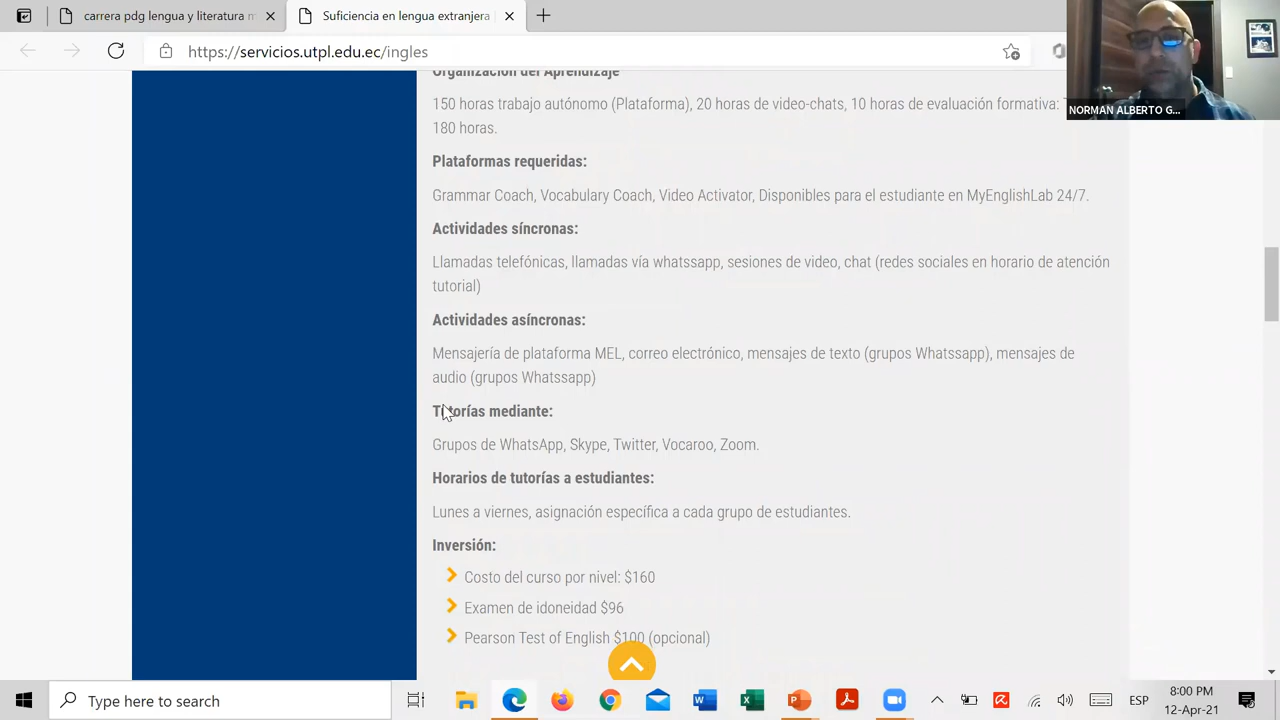 carrera pdg lengua y literatura m
Suficiencia en lengua extranjera
https://servicios.utpl.edu.ec/ingles
NORMAN ALBERTO G...
Organización del Aprendizaje
150 horas trabajo autónomo (Plataforma), 20 horas de video-chats, 10 horas de evaluación formativa:
180 horas.
Plataformas requeridas:
Grammar Coach, Vocabulary Coach, Video Activator, Disponibles para el estudiante en MyEnglishLab 24/7.
Actividades síncronas:
Llamadas telefónicas, llamadas vía whatssapp, sesiones de video, chat (redes sociales en horario de atención
tutorial)
Actividades asíncronas:
Mensajería de plataforma MEL, correo electrónico, mensajes de texto (grupos Whatssapp), mensajes de
audio (grupos Whatssapp)
Tutorías mediante:
Grupos de WhatsApp, Skype, Twitter, Vocaroo, Zoom.
Horarios de tutorías a estudiantes:
Lunes a viernes, asignación específica a cada grupo de estudiantes.
Inversión:
Costo del curso por nivel: $160
Examen de idoneidad $96
Pearson Test of English $100 (opcional)
Type here to search
ESP
8:00 PM
12-Apr-21